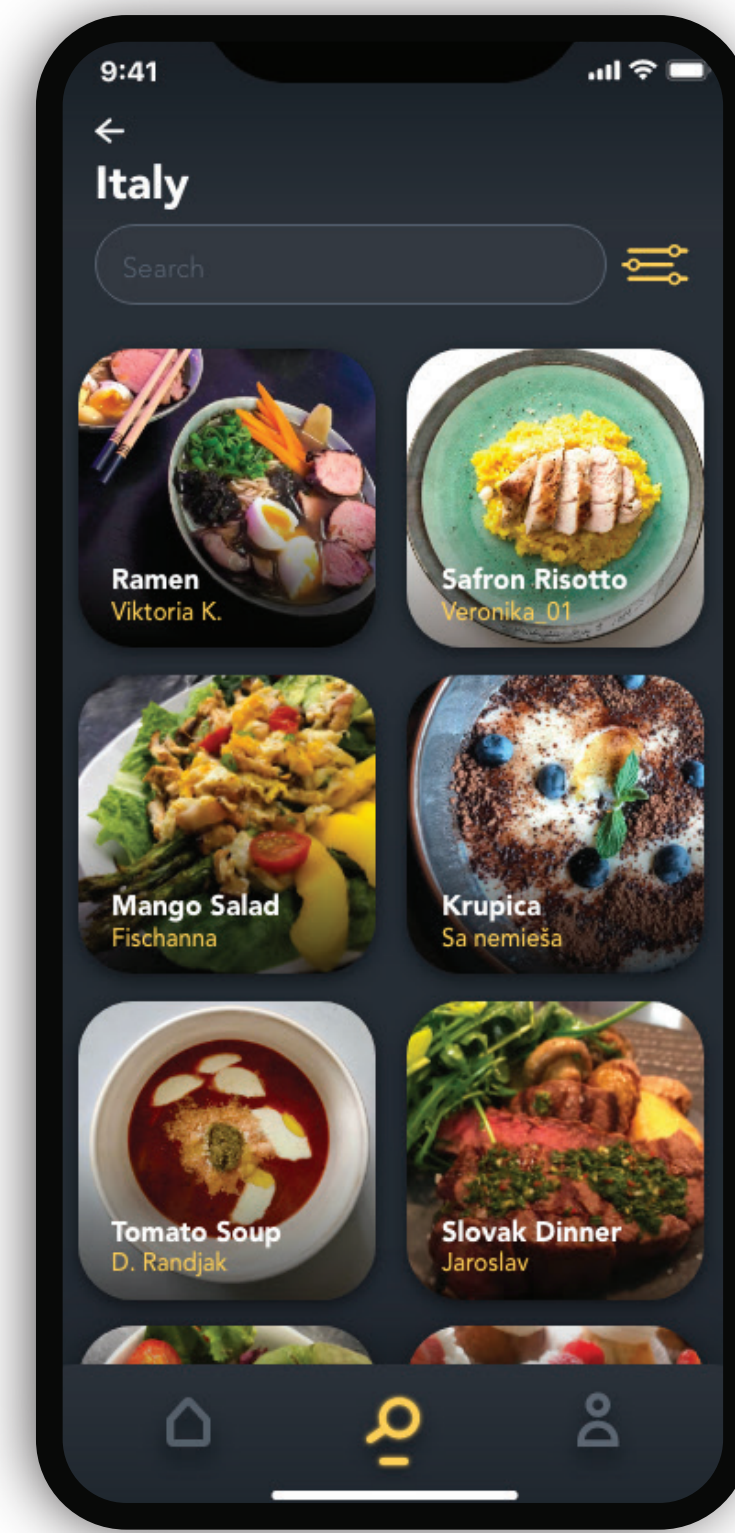 9:41
Italy
Search
Ramen
Viktoria K.
Safron Risotto
Veronika_01
Mango Salad
Fischanna
Krupica
Sa nemieša
Tomato Soup
D. Randjak
Slovak Dinner
Jaroslav